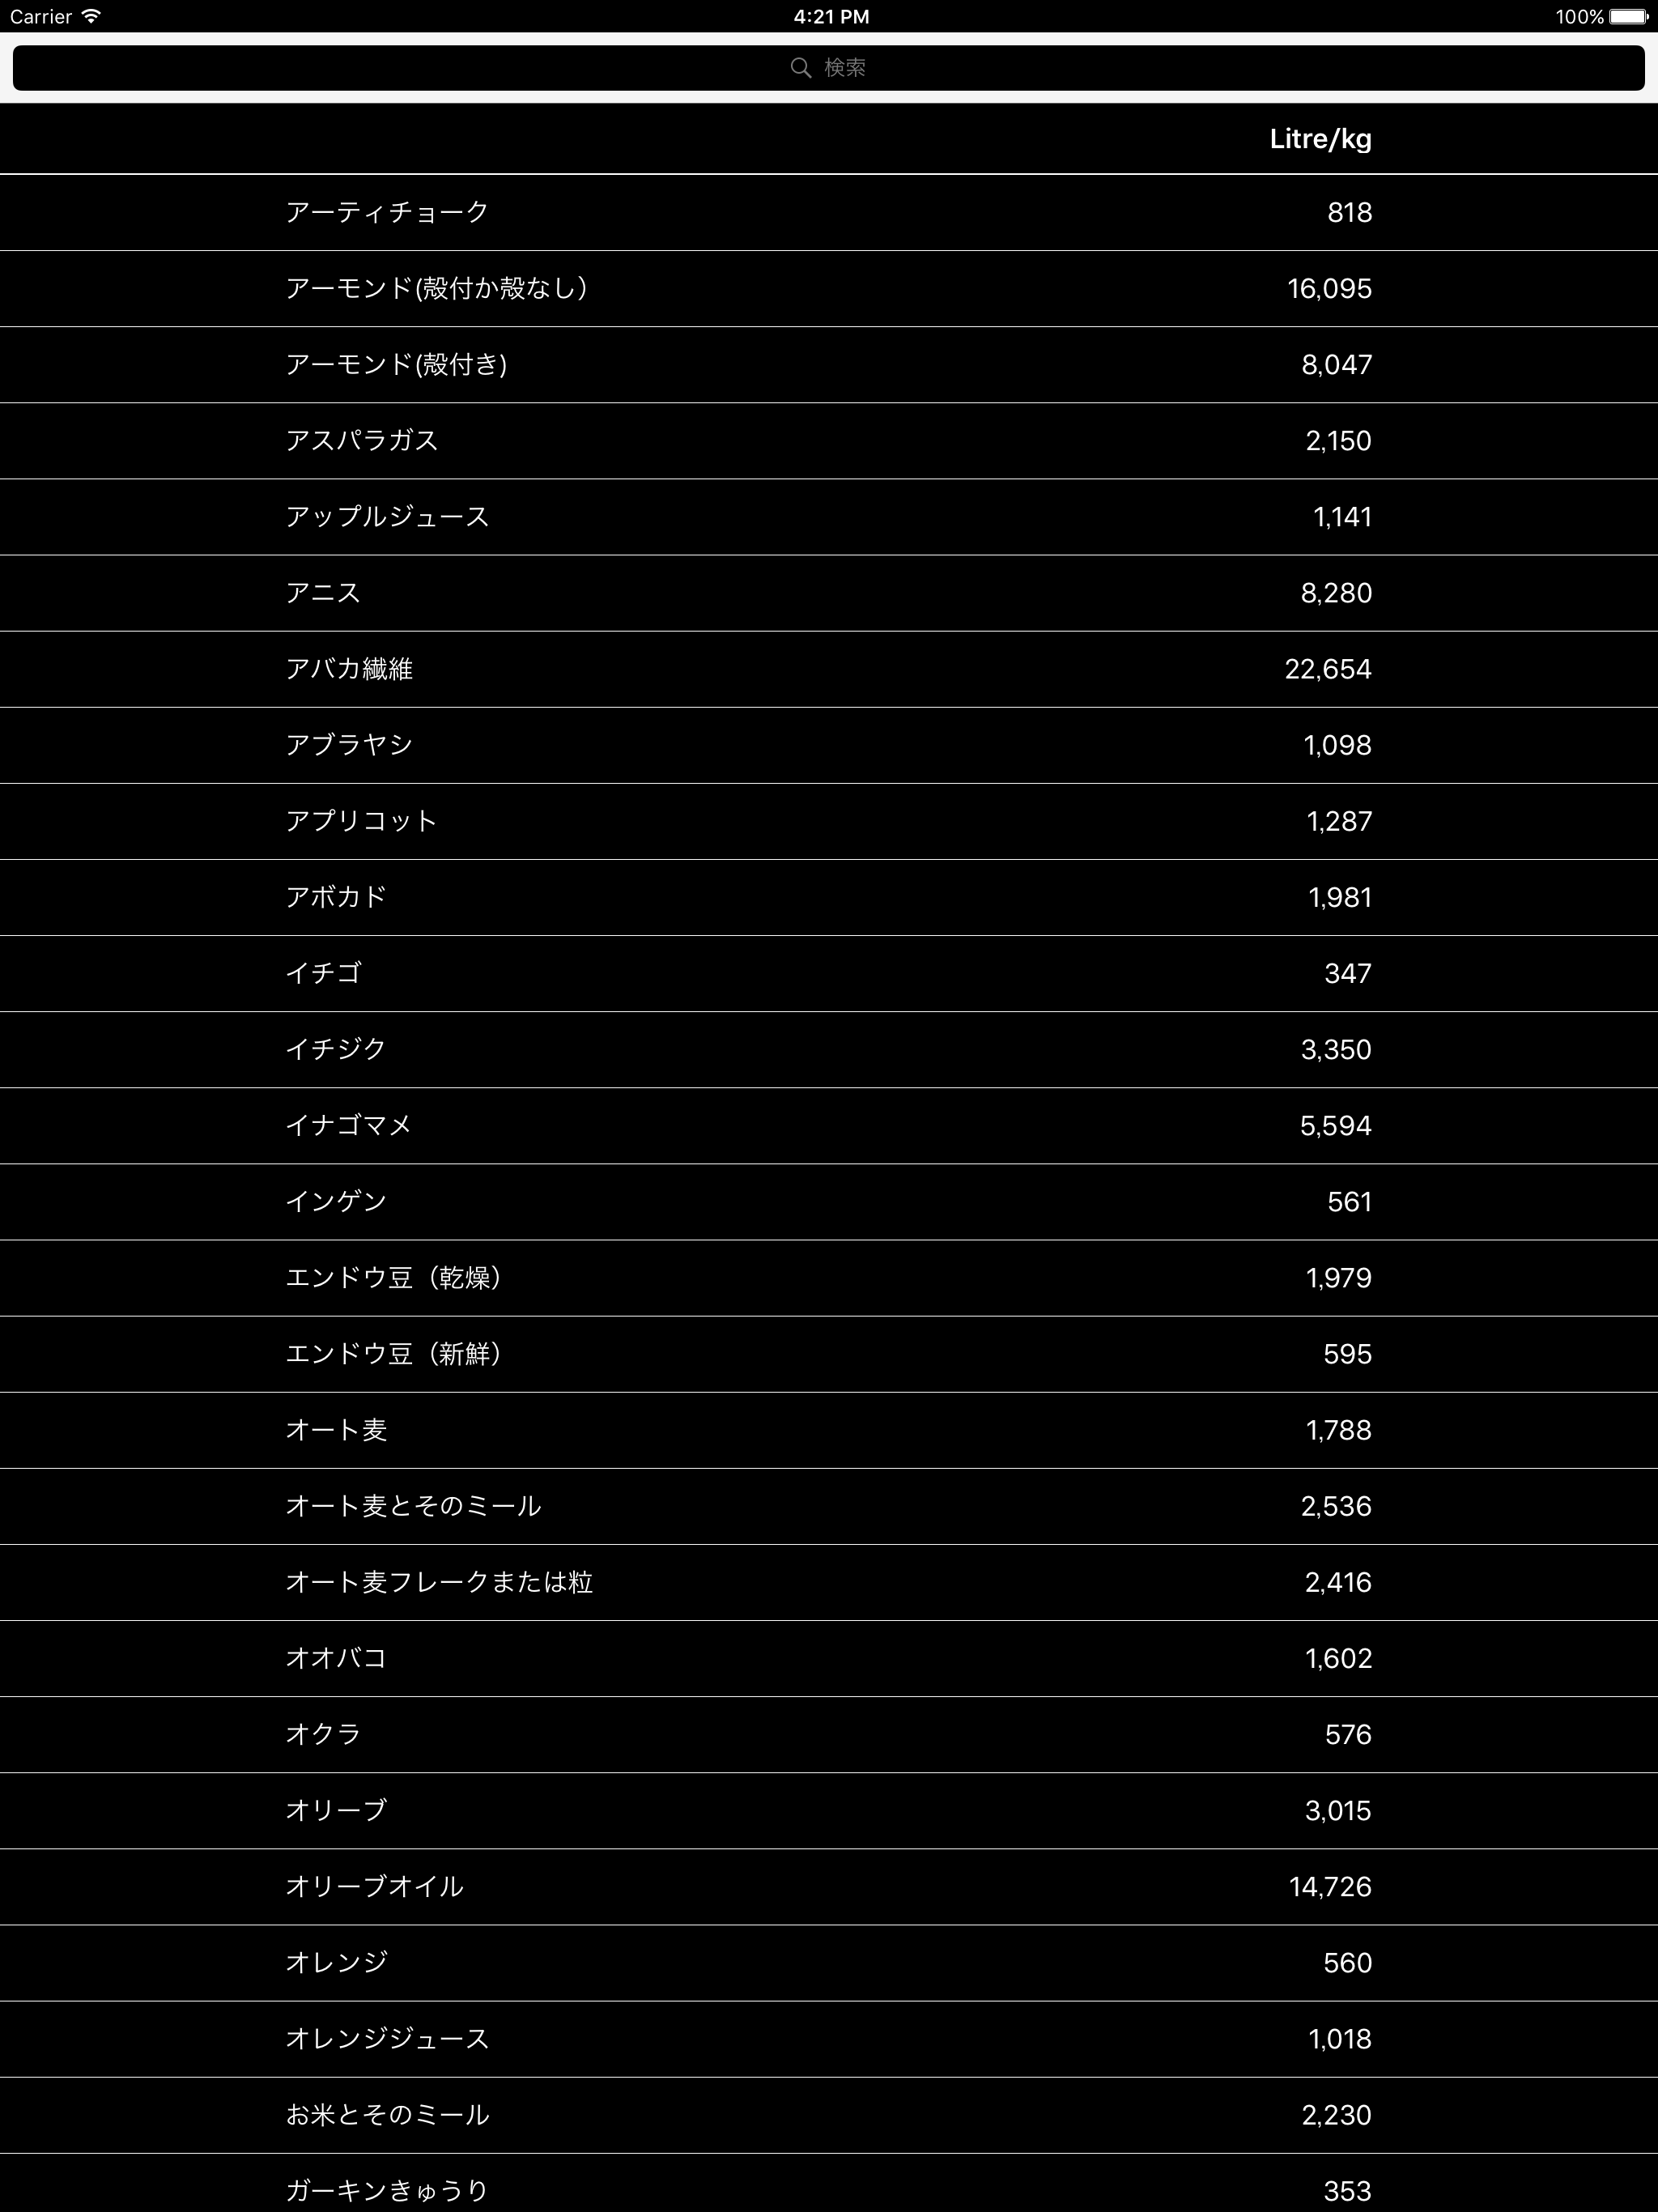 Carrier 4:21 PM 100%
検索
Litre/kg
アーティチョーク 818
アーモンド(殻付か殻なし） 16,095
アーモンド(殻付き) 8,047
アスパラガス 2,150
アップルジュース 1,141
アニス 8,280
アバカ繊維 22,654
アブラヤシ 1,098
アプリコット 1,287
アボカド 1,981
イチゴ 347
イチジク 3,350
イナゴマメ 5,594
インゲン 561
エンドウ豆（乾燥） 1,979
エンドウ豆（新鮮） 595
オート麦 1,788
オート麦とそのミール 2,536
オート麦フレークまたは粒 2,416
オオバコ 1,602
オクラ 576
オリーブ 3,015
オリーブオイル 14,726
オレンジ 560
オレンジジュース 1,018
お米とそのミール 2,230
ガーキンきゅうり 353